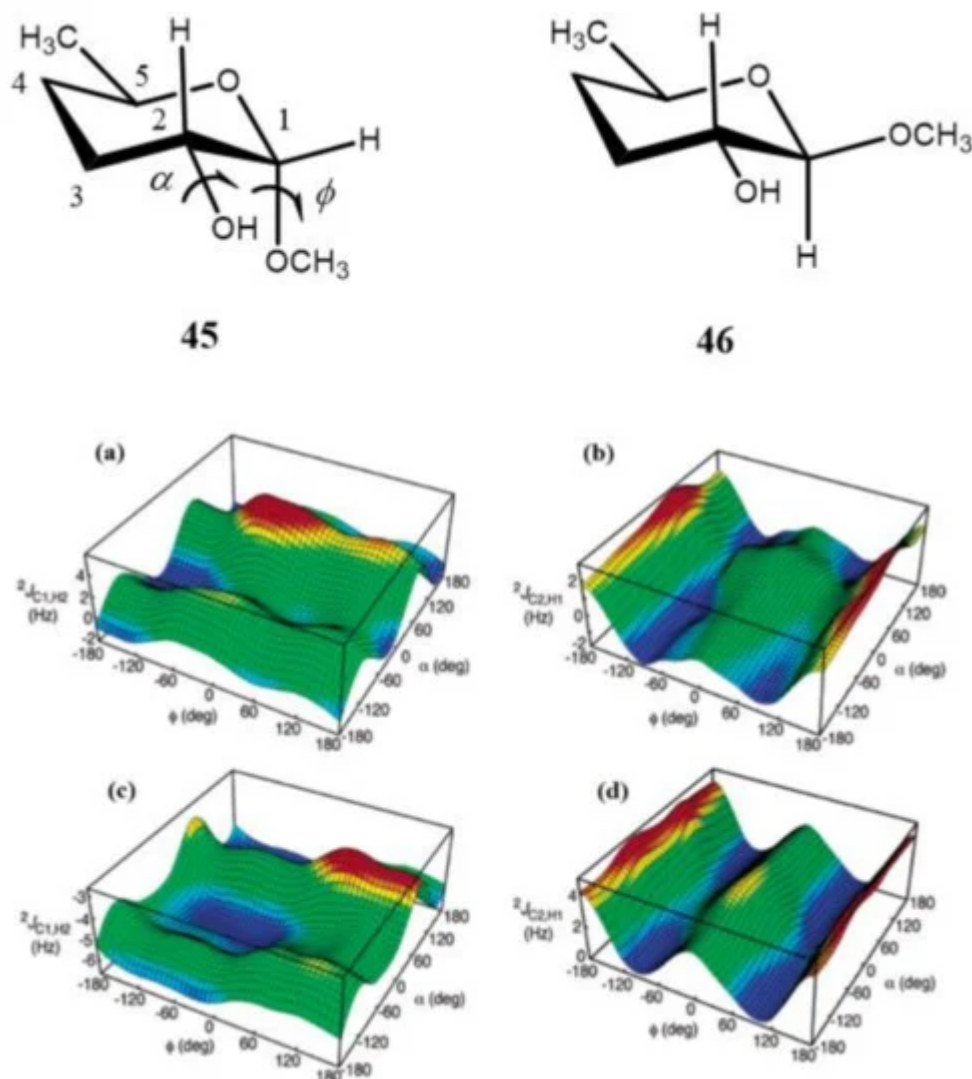 H
H₃C
4
5
O
2
1
H
α
ϕ
3
OH
OCH₃
45
H
H₃C
O
OCH₃
OH
H
46
(a)
²J_C1,H2
(Hz)
4
2
0
-2
-180
-120
-60
0
60
120
180
ϕ (deg)
-180
-120
-60
0
60
120
180
α (deg)
(b)
²J_C2,H1
(Hz)
2
0
-2
-180
-120
-60
0
60
120
180
ϕ (deg)
-180
-120
-60
0
60
120
180
α (deg)
(c)
²J_C1,H2
(Hz)
-3
-4
-5
-6
-180
-120
-60
0
60
120
180
ϕ (deg)
-180
-120
-60
0
60
120
180
α (deg)
(d)
²J_C2,H1
(Hz)
4
2
0
-180
-120
-60
0
60
120
180
ϕ (deg)
-180
-120
-60
0
60
120
180
α (deg)